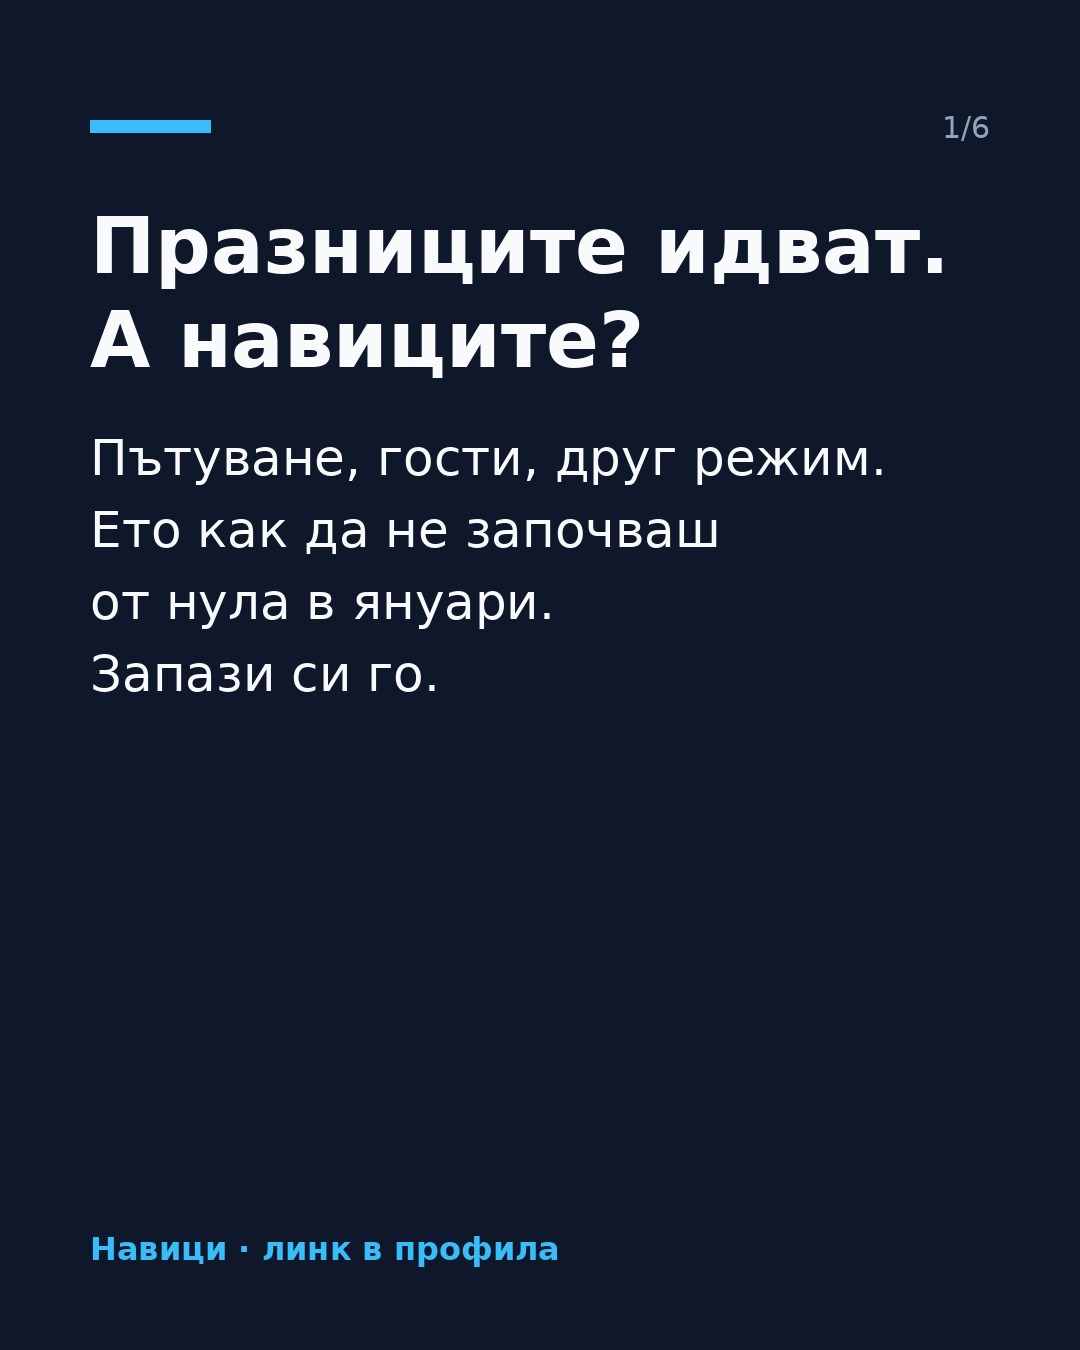 1/6
Празниците идват.
А навиците?
Пътуване, гости, друг режим.
Ето как да не започваш
от нула в януари.
Запази си го.
Навици · линк в профила